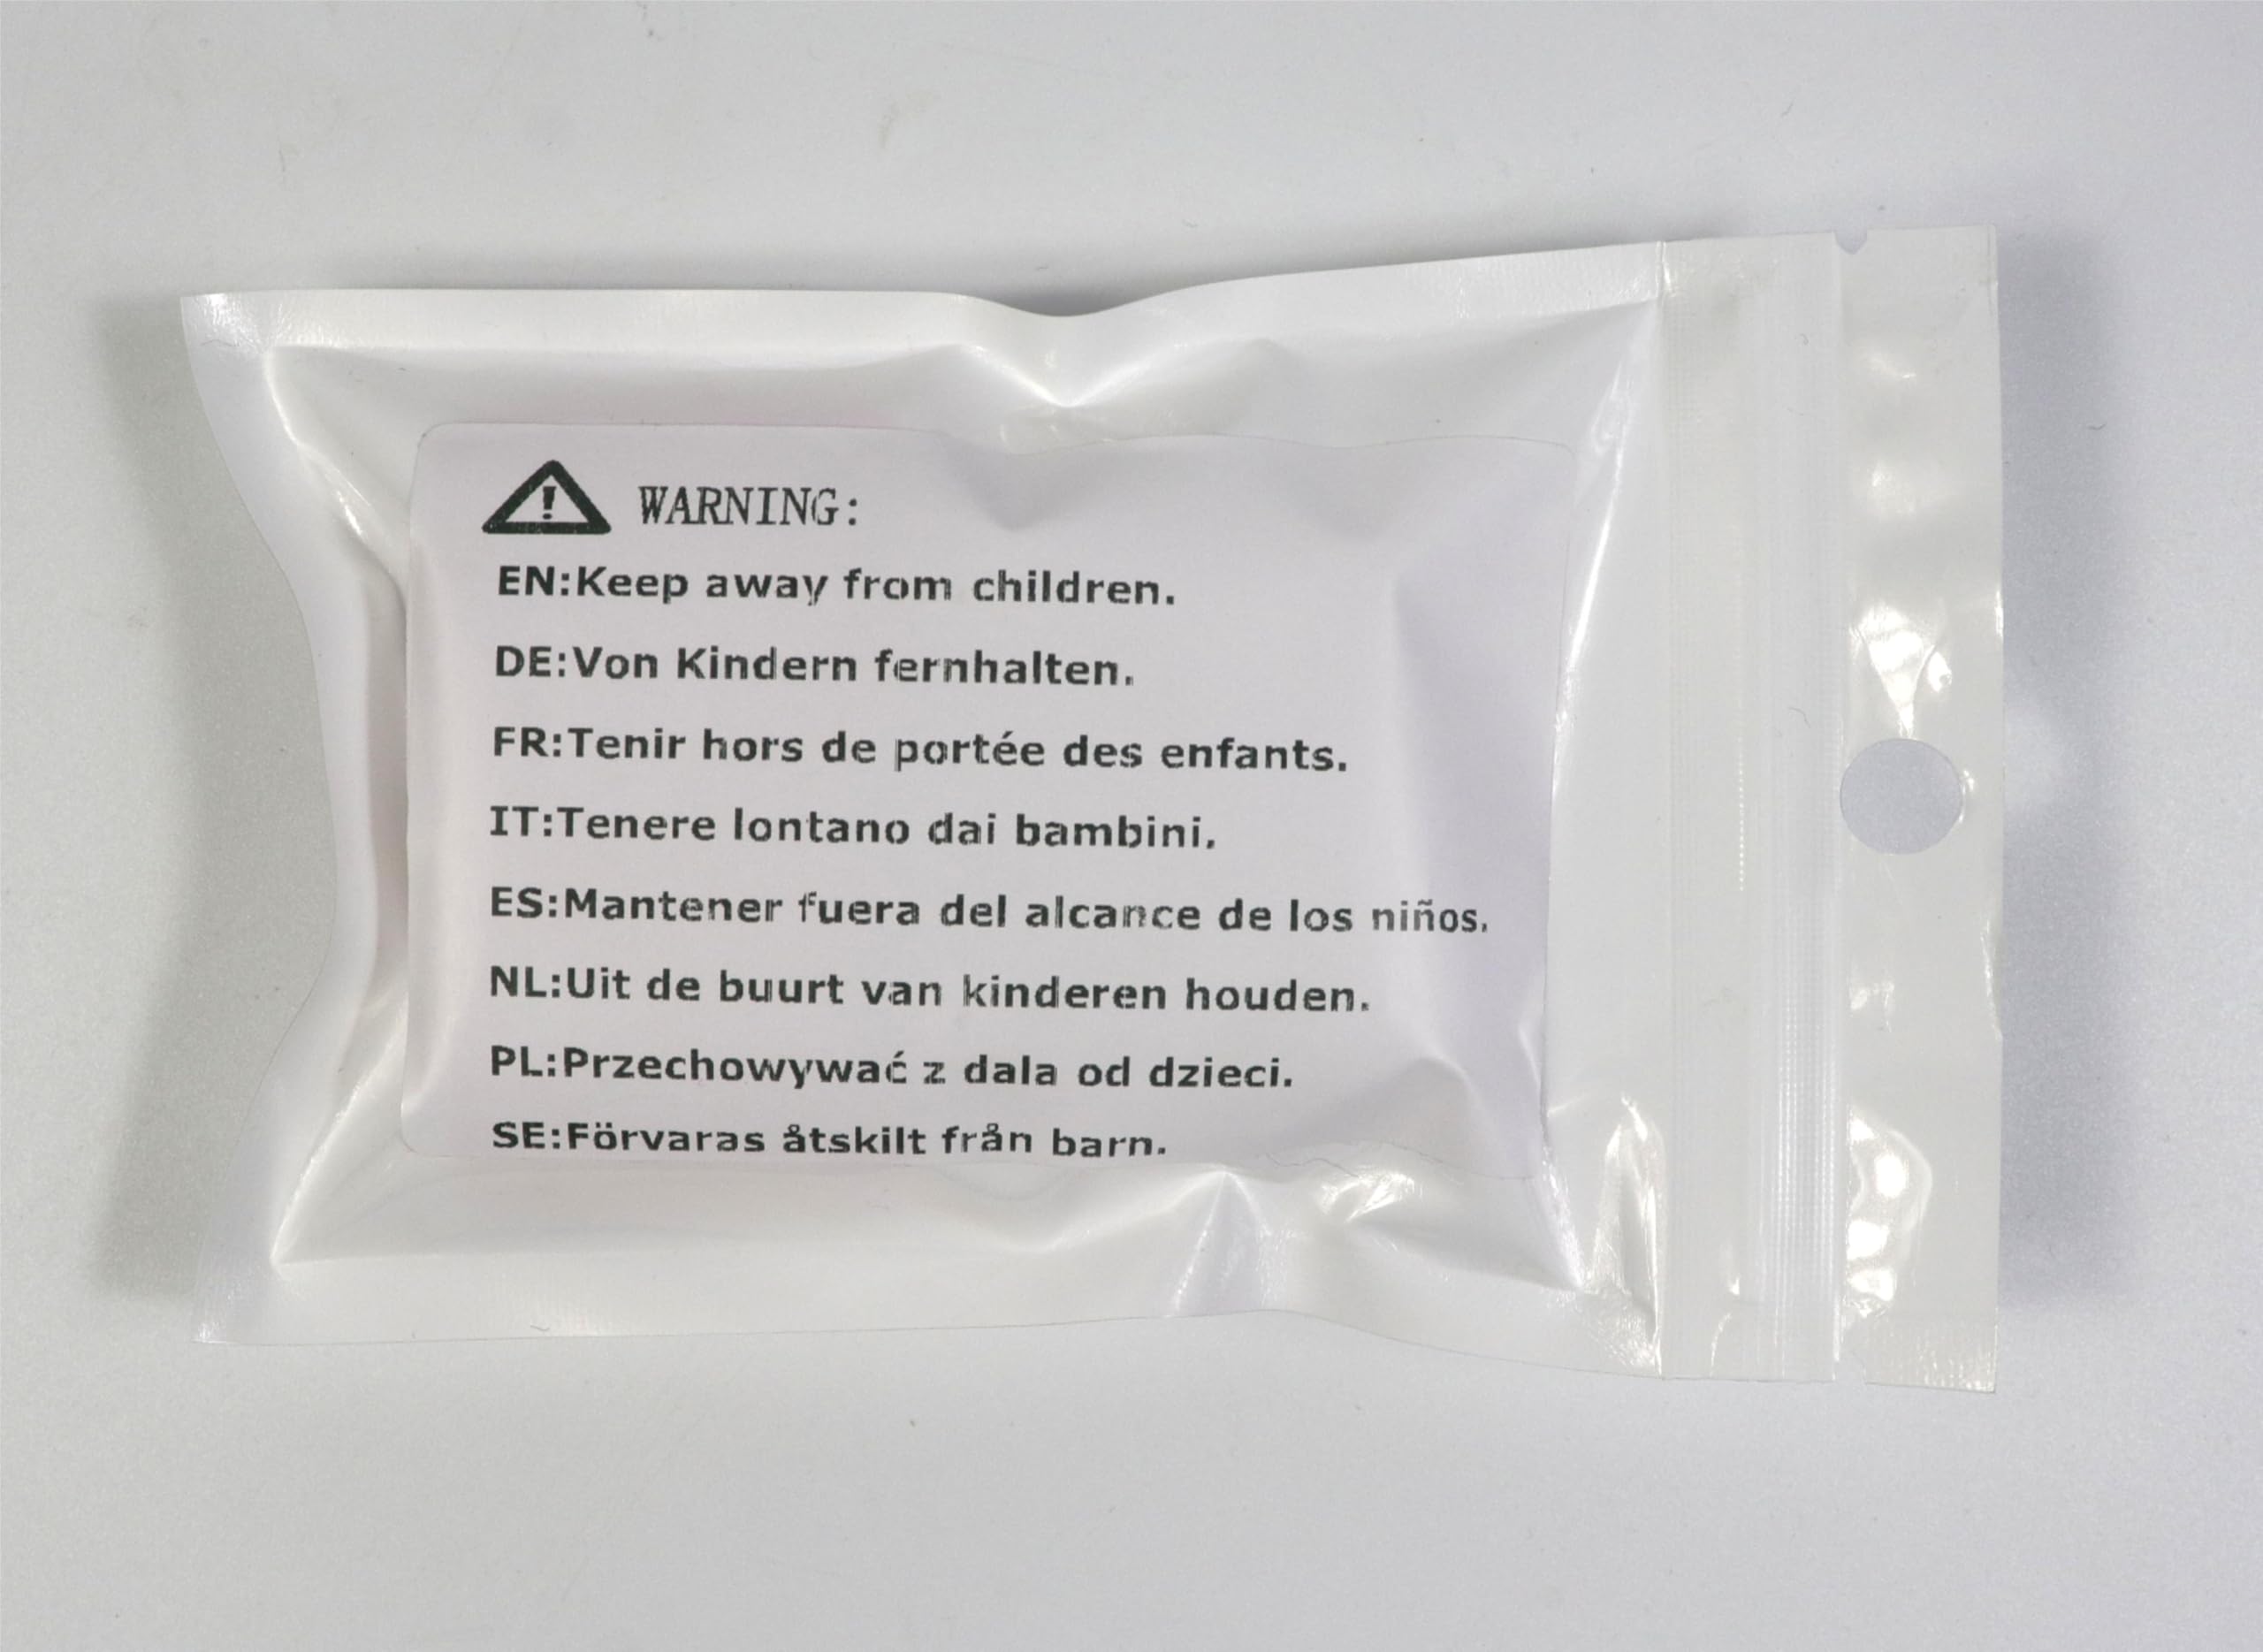 WARNING:
EN:Keep away from children.
DE:Von Kindern fernhalten.
FR:Tenir hors de portée des enfants.
IT:Tenere lontano dai bambini.
ES:Mantener fuera del alcance de los niños.
NL:Uit de buurt van kinderen houden.
PL:Przechowywać z dala od dzieci.
SE:Förvaras åtskilt från barn.